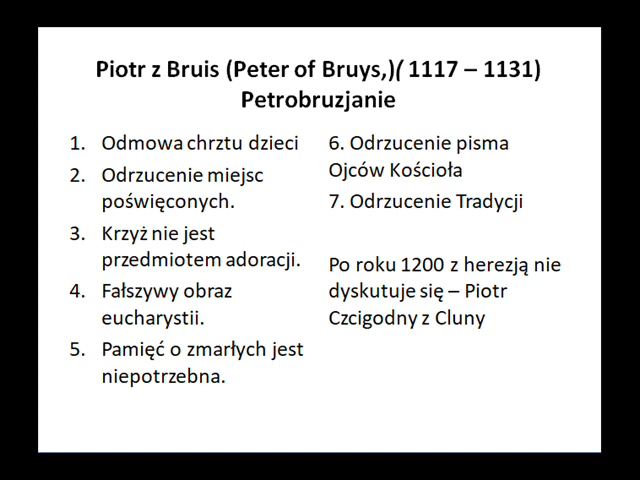 Piotr z Bruis (Peter of Bruys,)( 1117 – 1131)
Petrobruzjanie
1. Odmowa chrztu dzieci
2. Odrzucenie miejsc
poświęconych.
3. Krzyż nie jest
przedmiotem adoracji.
4. Fałszywy obraz
eucharystii.
5. Pamięć o zmarłych jest
niepotrzebna.
6. Odrzucenie pisma
Ojców Kościoła
7. Odrzucenie Tradycji
Po roku 1200 z herezją nie
dyskutuje się – Piotr
Czcigodny z Cluny